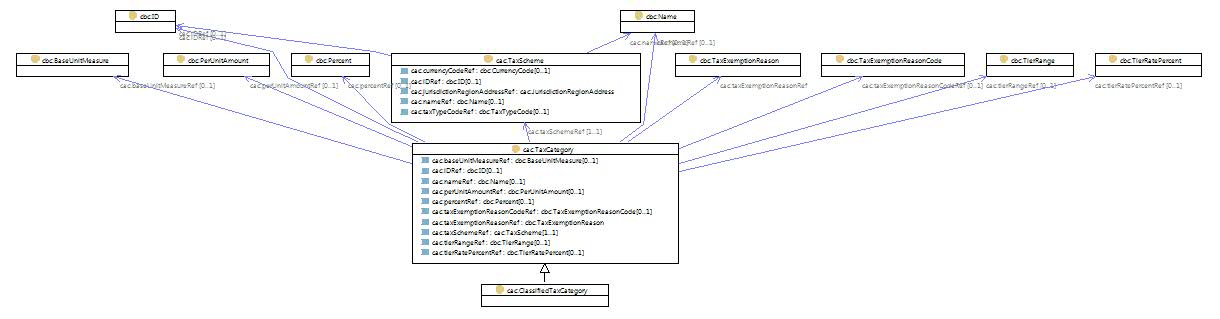 cbc:ID
cbc:Name
cac:IDRef [0..1]
cac:nameRef [0..1]
cbc:BaseUnitMeasure
cbc:PerUnitAmount
cbc:Percent
cac:TaxScheme
cac:currencyCodeRef : cbc:CurrencyCode[0..1]
cac:IDRef : cbc:ID[0..1]
cac:jurisdictionRegionAddressRef : cac:JurisdictionRegionAddress
cac:nameRef : cbc:Name[0..1]
cac:taxTypeCodeRef : cbc:TaxTypeCode[0..1]
cbc:TaxExemptionReason
cbc:TaxExemptionReasonCode
cbc:TierRange
cbc:TierRatePercent
cac:baseUnitMeasureRef [0..1]
cac:perUnitAmountRef [0..1]
cac:percentRef [0..1]
cac:taxExemptionReasonRef
cac:taxExemptionReasonCodeRef [0..1]
cac:tierRangeRef [0..1]
cac:tierRatePercentRef [0..1]
cac:taxSchemeRef [1..1]
cac:TaxCategory
cac:baseUnitMeasureRef : cbc:BaseUnitMeasure[0..1]
cac:IDRef : cbc:ID[0..1]
cac:nameRef : cbc:Name[0..1]
cac:perUnitAmountRef : cbc:PerUnitAmount[0..1]
cac:percentRef : cbc:Percent[0..1]
cac:taxExemptionReasonCodeRef : cbc:TaxExemptionReasonCode[0..1]
cac:taxExemptionReasonRef : cbc:TaxExemptionReason
cac:taxSchemeRef : cac:TaxScheme[1..1]
cac:tierRangeRef : cbc:TierRange[0..1]
cac:tierRatePercentRef : cbc:TierRatePercent[0..1]
cac:ClassifiedTaxCategory